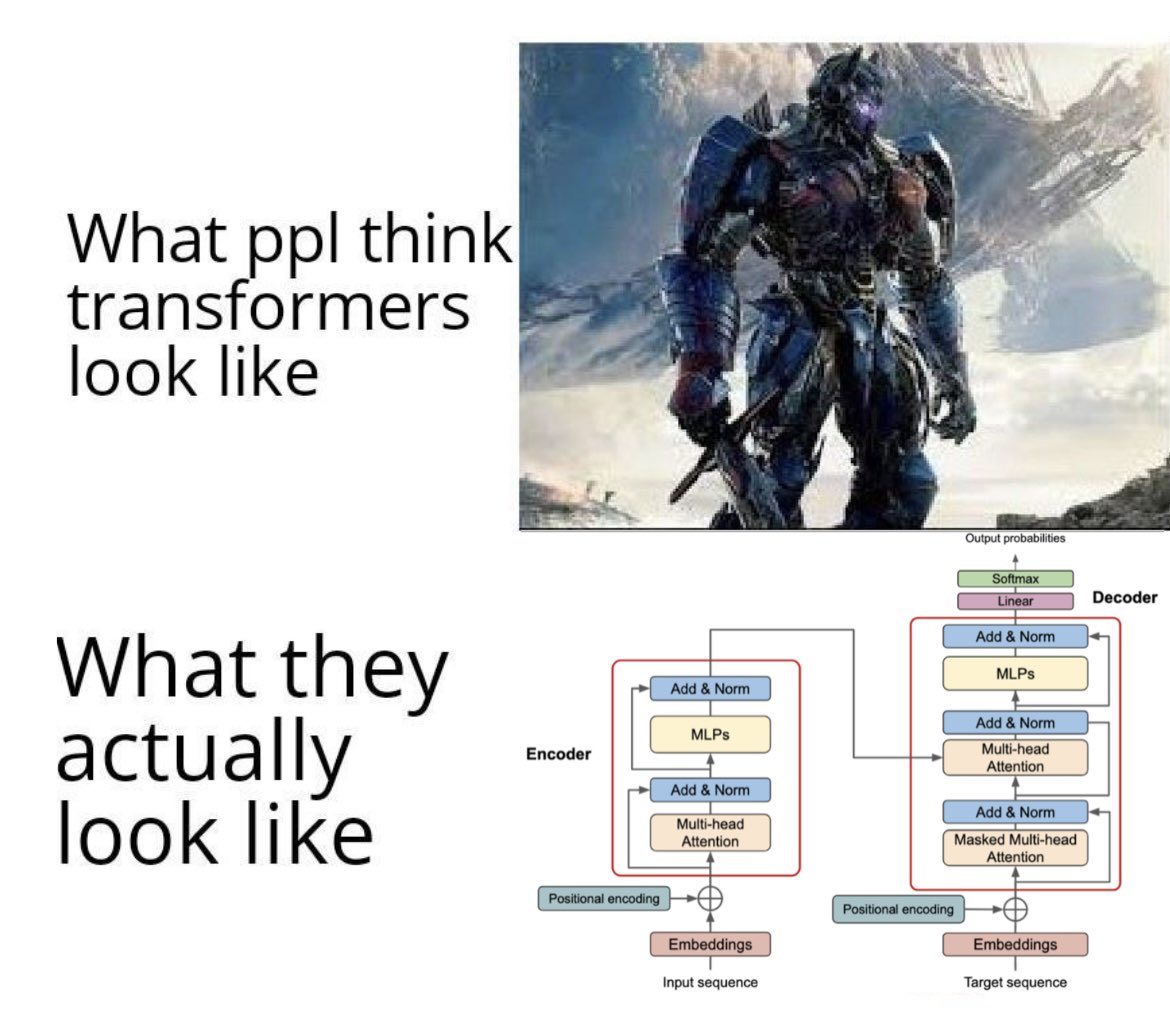 What ppl think
transformers
look like
What they
actually
look like
Output probabilities
Softmax
Linear
Decoder
Add & Norm
MLPs
Add & Norm
Multi-head
Attention
Add & Norm
Masked Multi-head
Attention
Positional encoding
Embeddings
Target sequence
Encoder
Add & Norm
MLPs
Add & Norm
Multi-head
Attention
Positional encoding
Embeddings
Input sequence